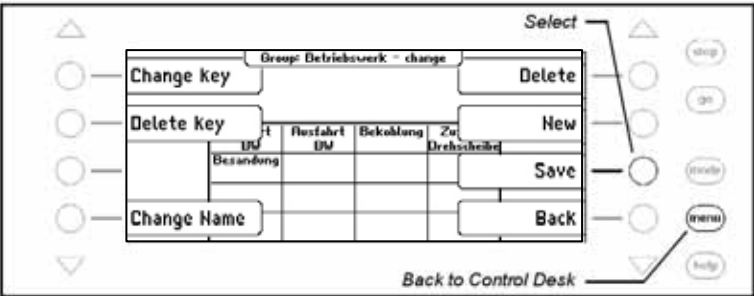 Select
Group: Betriebswerk - change
Change key
Delete
stop
go
Delete key
New
Ausfahrt
Bekohlung
BW
BW
Drehscheibe
Besandung
Save
mode
Change Name
Back
menu
Back to Control Desk
help